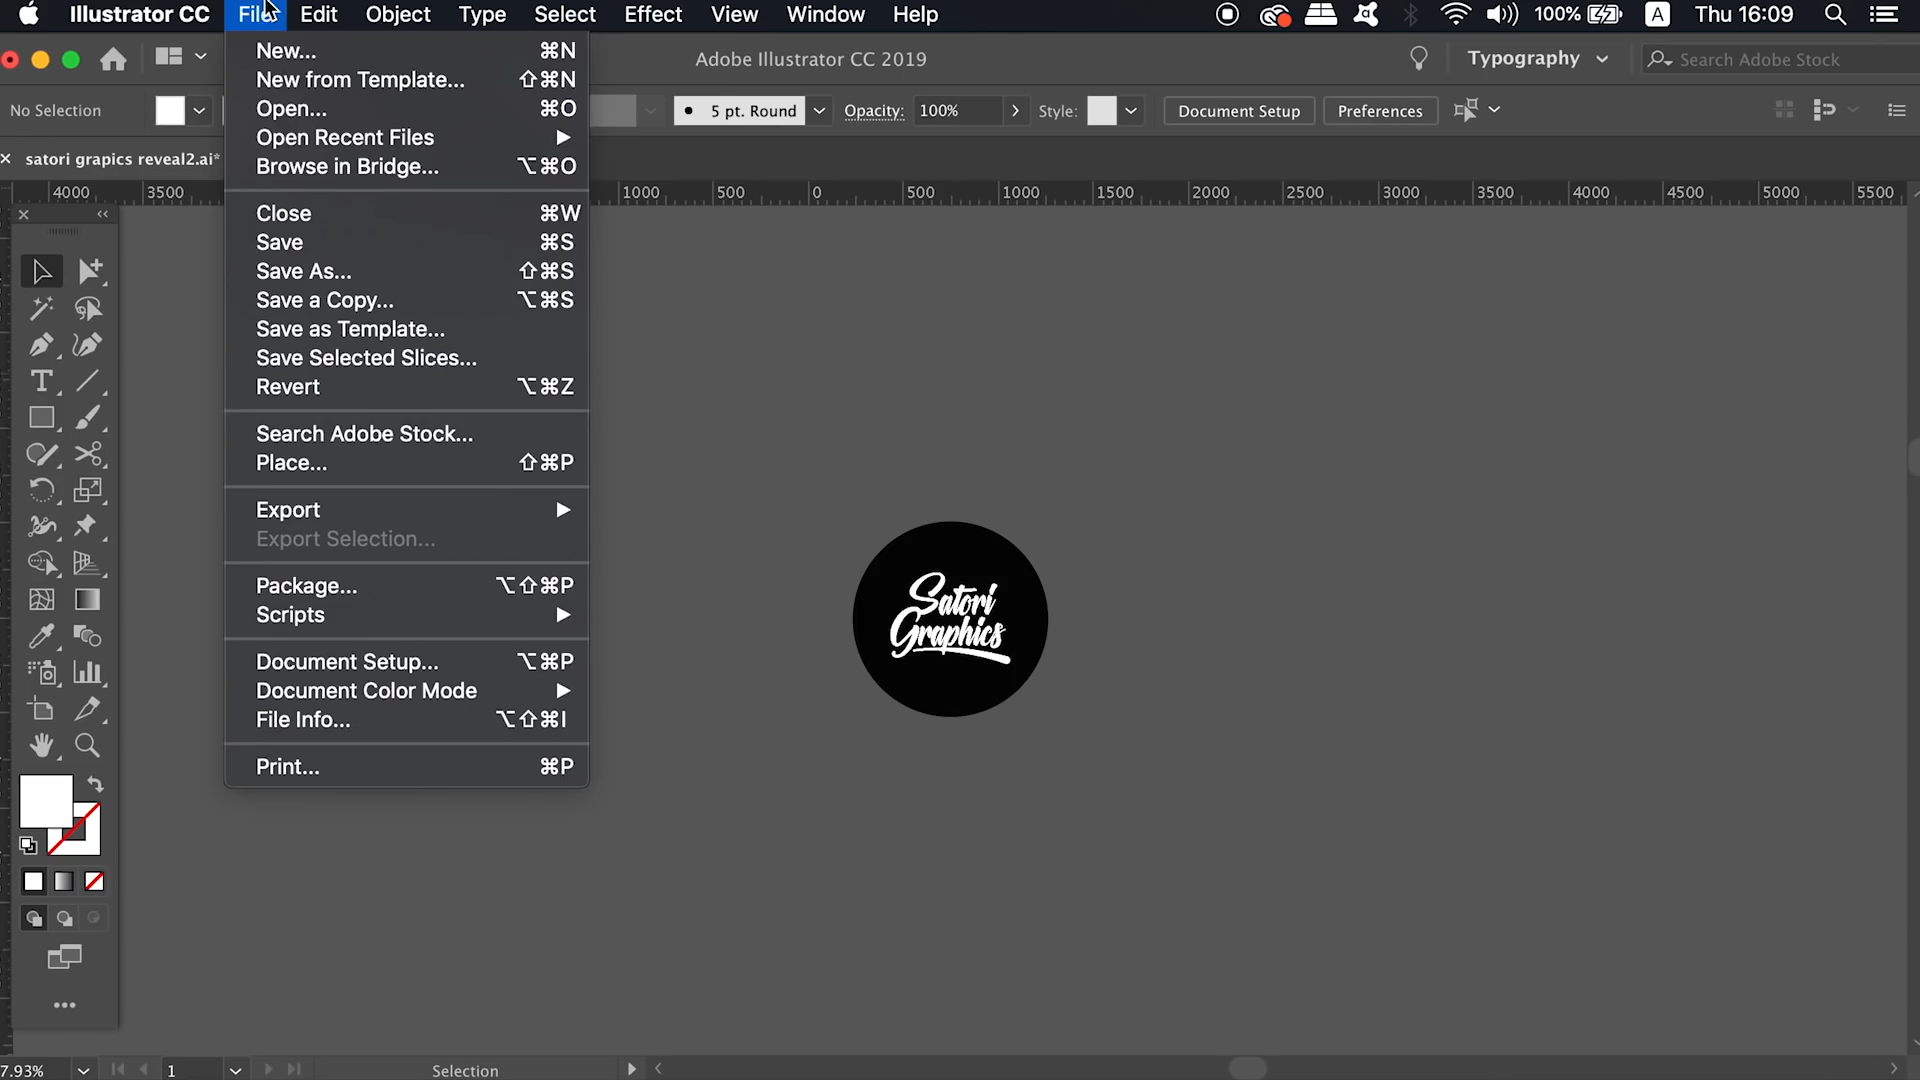 Illustrator CC File Edit Object Type Select Effect View Window Help 100% A Thu 16:09
Adobe Illustrator CC 2019 Typography Search Adobe Stock
No Selection 5 pt. Round Opacity: 100% Style: Document Setup Preferences
satori grapics reveal2.ai*
4000 3500 1000 500 0 500 1000 1500 2000 2500 3000 3500 4000 4500 5000 5500
New... ⌘N
New from Template... ⇧⌘N
Open... ⌘O
Open Recent Files
Browse in Bridge... ⌥⌘O
Close ⌘W
Save ⌘S
Save As... ⇧⌘S
Save a Copy... ⌥⌘S
Save as Template...
Save Selected Slices...
Revert ⌥⌘Z
Search Adobe Stock...
Place... ⇧⌘P
Export
Export Selection...
Package... ⌥⇧⌘P
Scripts
Document Setup... ⌥⌘P
Document Color Mode
File Info... ⌥⇧⌘I
Print... ⌘P
Satori
Graphics
7.93% 1 Selection